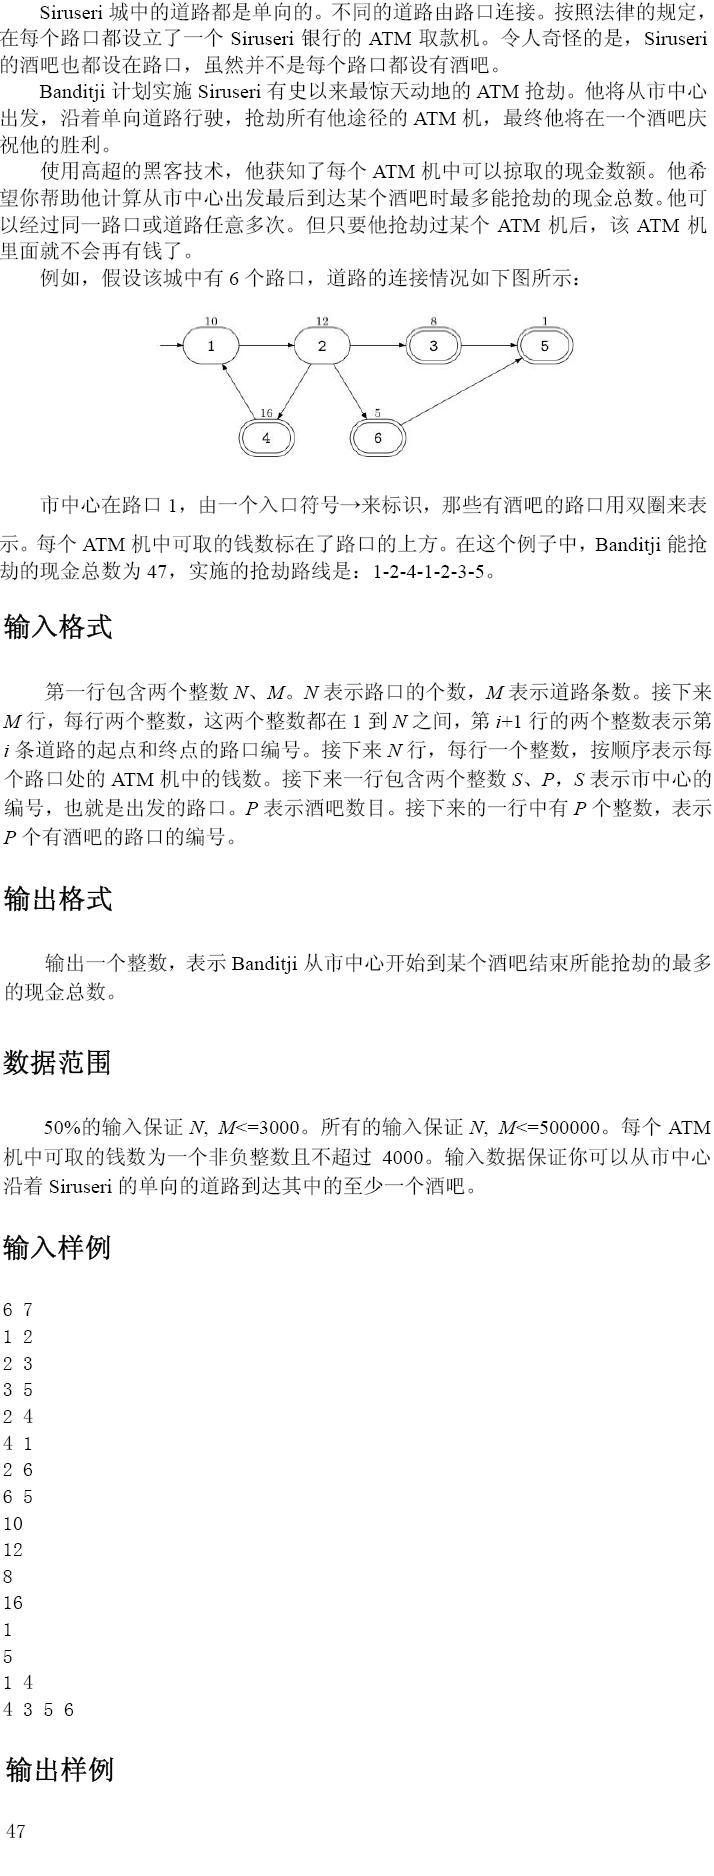 Siruseri 城中的道路都是单向的。不同的道路由路口连接。按照法律的规定，
在每个路口都设立了一个 Siruseri 银行的 ATM 取款机。令人奇怪的是，Siruseri
的酒吧也都设在路口，虽然并不是每个路口都设有酒吧。
Banditji 计划实施 Siruseri 有史以来最惊天动地的 ATM 抢劫。他将从市中心
出发，沿着单向道路行驶，抢劫所有他途径的 ATM 机，最终他将在一个酒吧庆
祝他的胜利。
使用高超的黑客技术，他获知了每个 ATM 机中可以掠取的现金数额。他希
望你帮助他计算从市中心出发最后到达某个酒吧时最多能抢劫的现金总数。他可
以经过同一路口或道路任意多次。但只要他抢劫过某个 ATM 机后，该 ATM 机
里面就不会再有钱了。
例如，假设该城中有 6 个路口，道路的连接情况如下图所示：
10 12 8 1
1 2 3 5
16 5
4 6
市中心在路口 1，由一个入口符号→来标识，那些有酒吧的路口用双圈来表
示。每个 ATM 机中可取的钱数标在了路口的上方。在这个例子中，Banditji 能抢
劫的现金总数为 47，实施的抢劫路线是：1-2-4-1-2-3-5。
输入格式
第一行包含两个整数 N、M。N 表示路口的个数，M 表示道路条数。接下来
M 行，每行两个整数，这两个整数都在 1 到 N 之间，第 i+1 行的两个整数表示第
i 条道路的起点和终点的路口编号。接下来 N 行，每行一个整数，按顺序表示每
个路口处的 ATM 机中的钱数。接下来一行包含两个整数 S、P，S 表示市中心的
编号，也就是出发的路口。P 表示酒吧数目。接下来的一行中有 P 个整数，表示
P 个有酒吧的路口的编号。
输出格式
输出一个整数，表示 Banditji 从市中心开始到某个酒吧结束所能抢劫的最多
的现金总数。
数据范围
50%的输入保证 N, M<=3000。所有的输入保证 N, M<=500000。每个 ATM
机中可取的钱数为一个非负整数且不超过 4000。输入数据保证你可以从市中心
沿着 Siruseri 的单向的道路到达其中的至少一个酒吧。
输入样例
6 7
1 2
2 3
3 5
2 4
4 1
2 6
6 5
10
12
8
16
1
5
1 4
4 3 5 6
输出样例
47